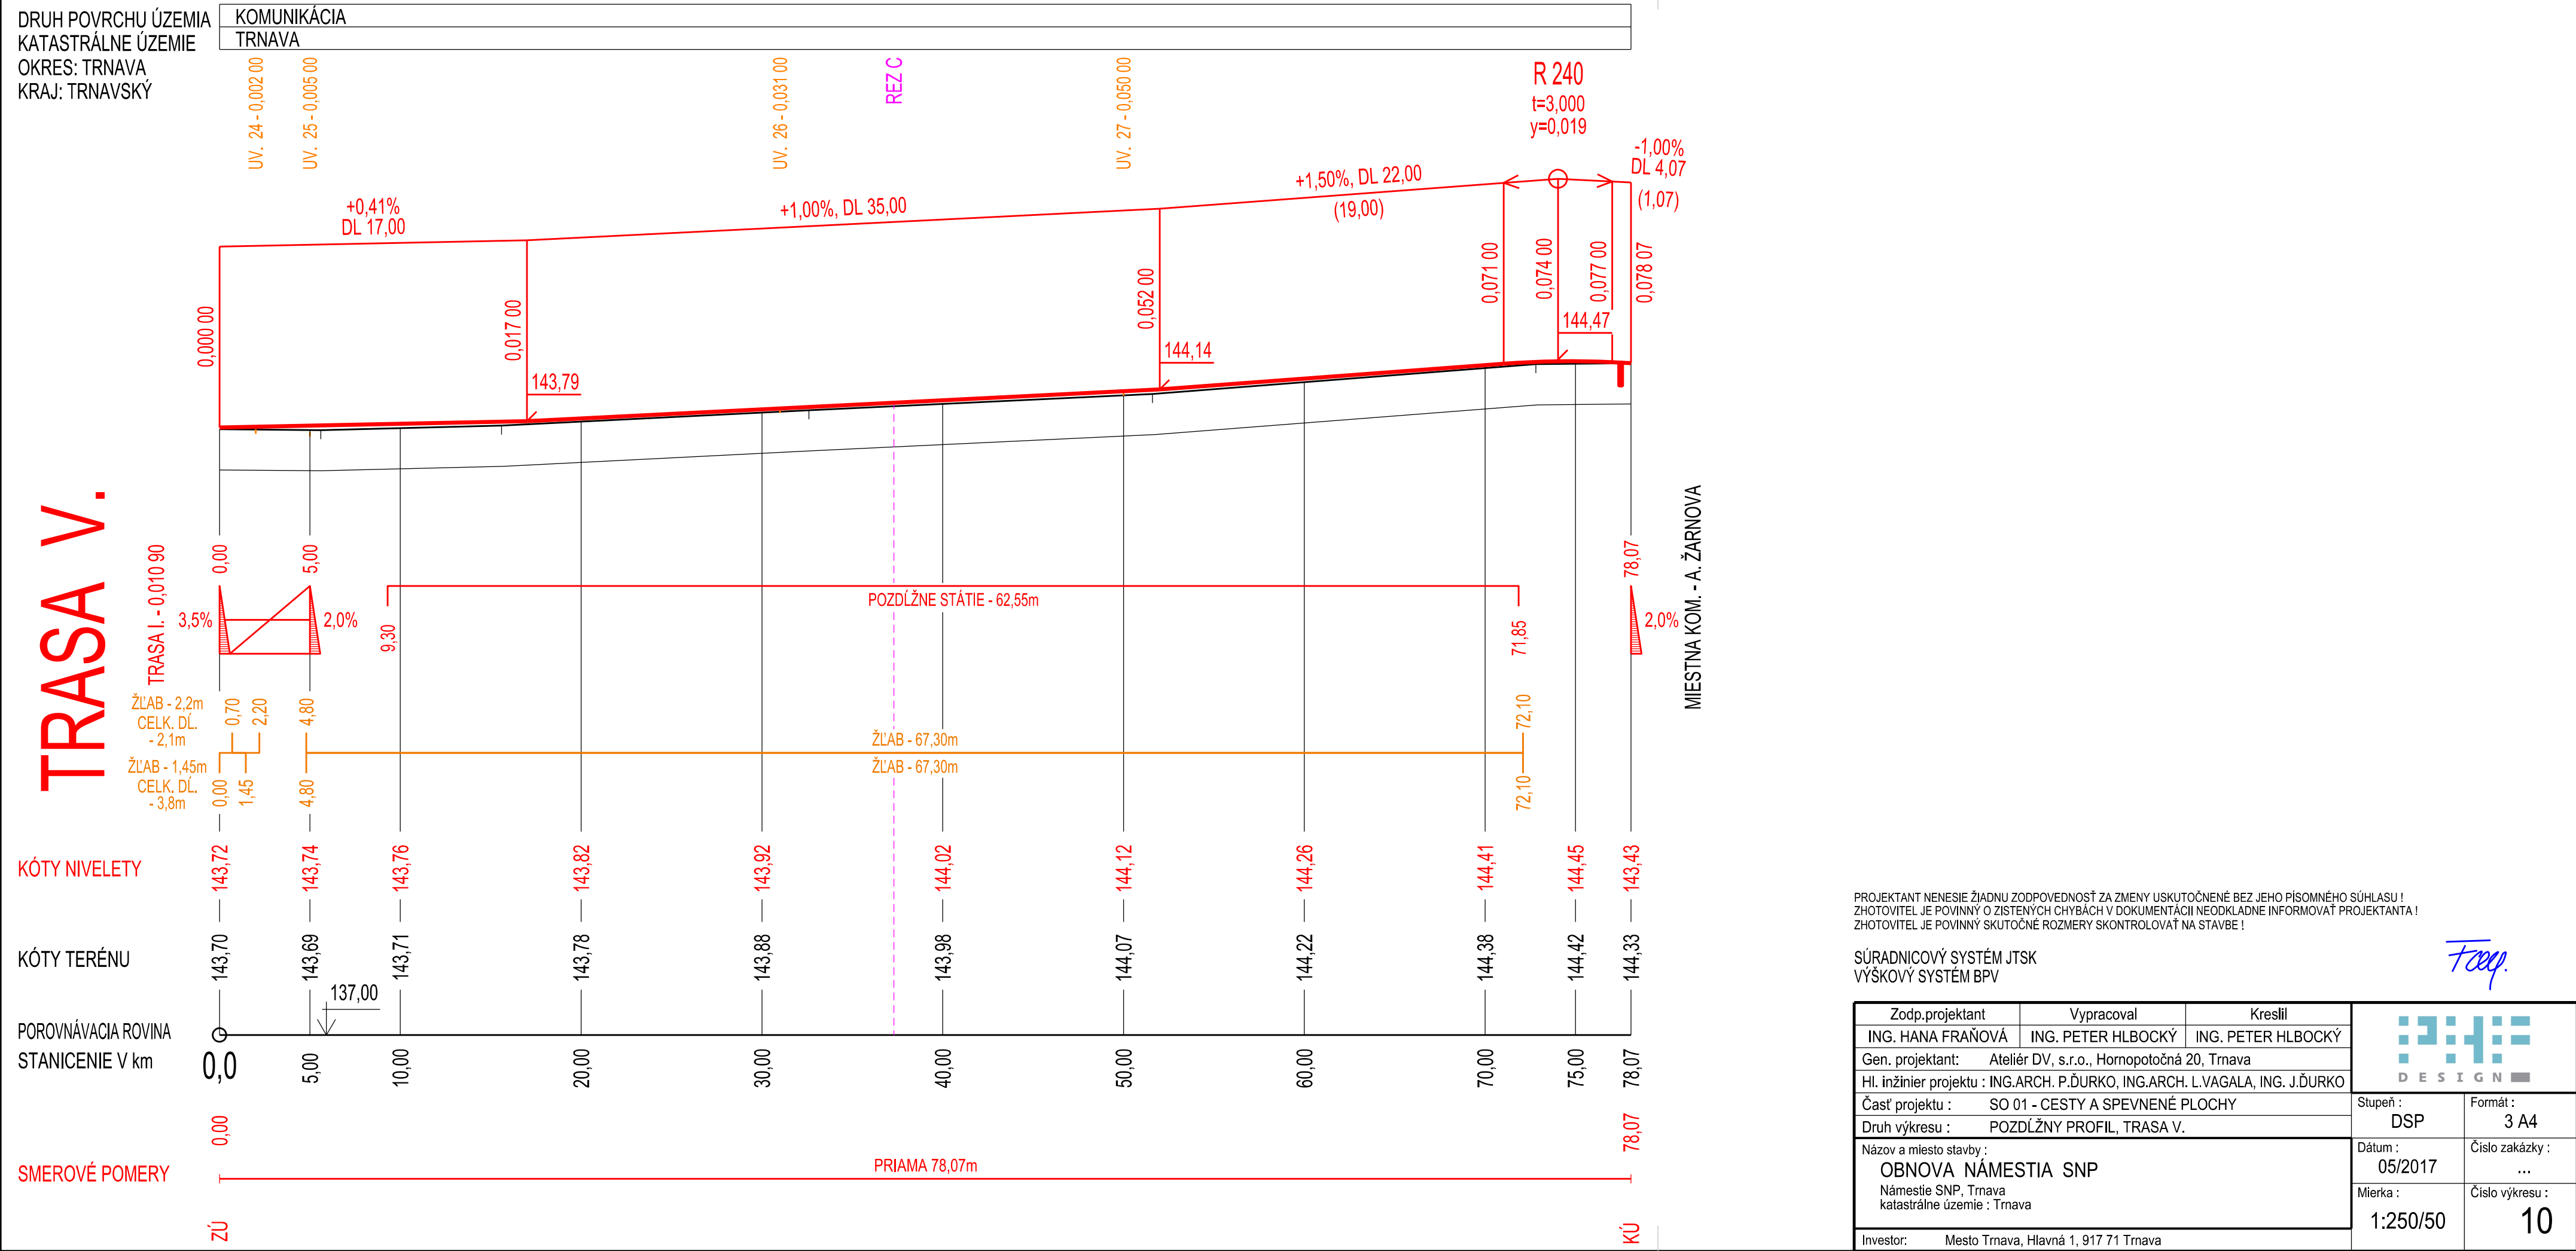 DRUH POVRCHU ÚZEMIA
KOMUNIKÁCIA
KATASTRÁLNE ÚZEMIE
TRNAVA
OKRES: TRNAVA
KRAJ: TRNAVSKÝ
UV. 24 - 0,002 00
UV. 25 - 0,005 00
UV. 26 - 0,031 00
REZ C
UV. 27 - 0,050 00
R 240
t=3,000
y=0,019
-1,00%
DL 4,07
(1,07)
+0,41%
DL 17,00
+1,00%, DL 35,00
+1,50%, DL 22,00
(19,00)
0,000 00
0,017 00
0,052 00
0,071 00
0,074 00
0,077 00
0,078 07
143,79
144,14
144,47
TRASA V.
TRASA I. - 0,010 90
0,00
5,00
78,07
3,5%
2,0%
2,0%
9,30
POZDĹŽNE STÁTIE - 62,55m
71,85
MIESTNA KOM. - A. ŽARNOVA
ŽĽAB - 2,2m
CELK. DĹ.
- 2,1m
0,70
2,20
4,80
72,10
ŽĽAB - 67,30m
ŽĽAB - 67,30m
ŽĽAB - 1,45m
CELK. DĹ.
- 3,8m
0,00
1,45
4,80
72,10
KÓTY NIVELETY
143,72
143,74
143,76
143,82
143,92
144,02
144,12
144,26
144,41
144,45
143,43
KÓTY TERÉNU
143,70
143,69
143,71
143,78
143,88
143,98
144,07
144,22
144,38
144,42
144,33
137,00
POROVNÁVACIA ROVINA
STANICENIE V km
0,0
5,00
10,00
20,00
30,00
40,00
50,00
60,00
70,00
75,00
78,07
0,00
78,07
SMEROVÉ POMERY
PRIAMA 78,07m
ZÚ
KÚ
PROJEKTANT NENESIE ŽIADNU ZODPOVEDNOSŤ ZA ZMENY USKUTOČNENÉ BEZ JEHO PÍSOMNÉHO SÚHLASU !
ZHOTOVITEL JE POVINNÝ O ZISTENÝCH CHYBÁCH V DOKUMENTÁCII NEODKLADNE INFORMOVAŤ PROJEKTANTA !
ZHOTOVITEL JE POVINNÝ SKUTOČNÉ ROZMERY SKONTROLOVAŤ NA STAVBE !
SÚRADNICOVÝ SYSTÉM JTSK
VÝŠKOVÝ SYSTÉM BPV
Zodp.projektant
Vypracoval
Kreslil
ING. HANA FRAŇOVÁ
ING. PETER HLBOCKÝ
ING. PETER HLBOCKÝ
Gen. projektant: Ateliér DV, s.r.o., Hornopotočná 20, Trnava
Hl. inžinier projektu : ING.ARCH. P.ĎURKO, ING.ARCH. L.VAGALA, ING. J.ĎURKO
DESIGN
Časť projektu : SO 01 - CESTY A SPEVNENÉ PLOCHY
Druh výkresu : POZDĹŽNY PROFIL, TRASA V.
Stupeň :
DSP
Formát :
3 A4
Názov a miesto stavby :
OBNOVA NÁMESTIA SNP
Námestie SNP, Trnava
katastrálne územie : Trnava
Dátum :
05/2017
Číslo zakázky :
...
Mierka :
1:250/50
Číslo výkresu :
10
Investor: Mesto Trnava, Hlavná 1, 917 71 Trnava